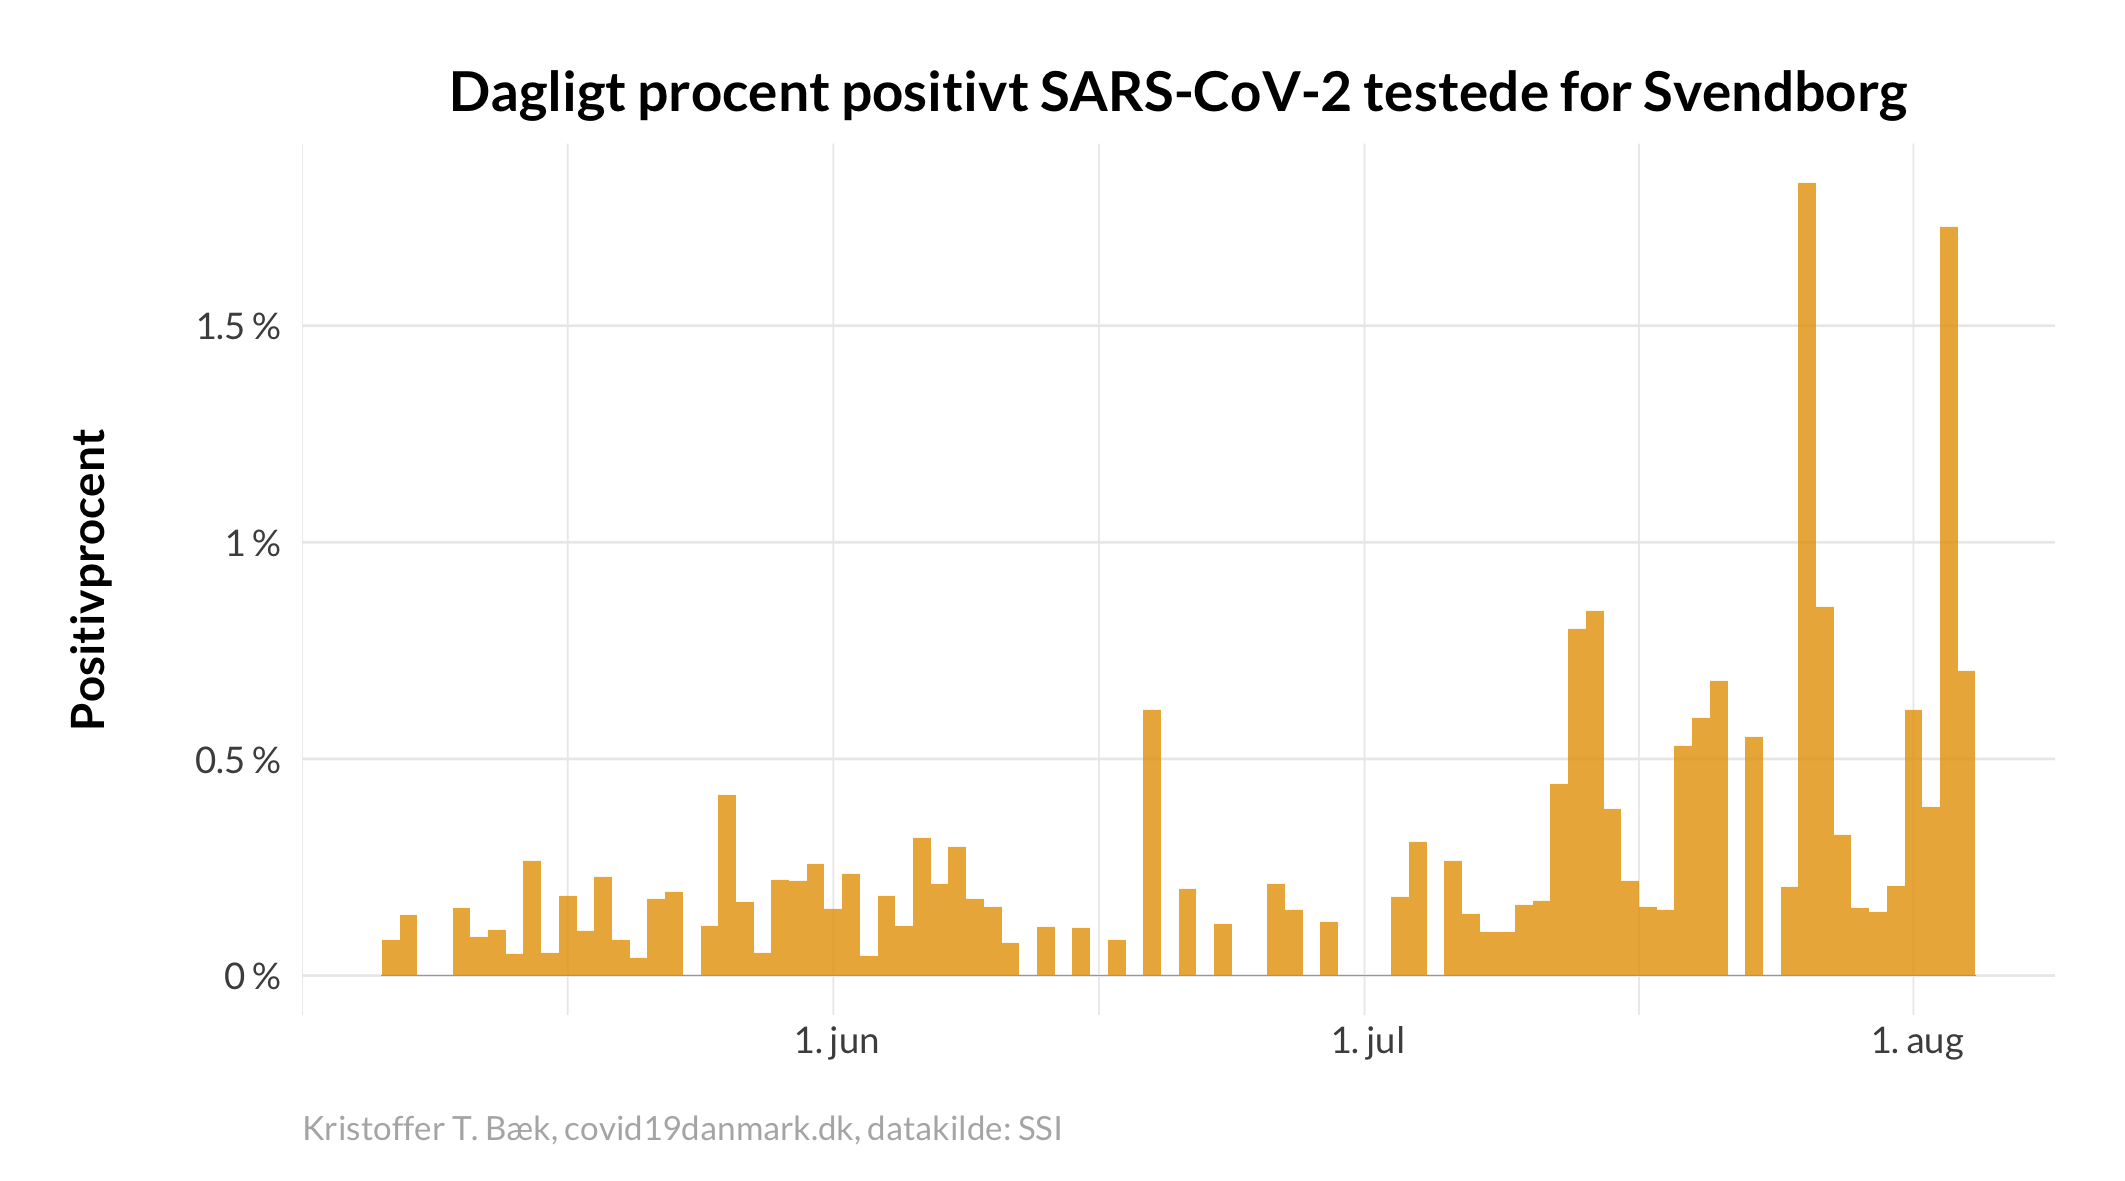 Dagligt procent positivt SARS-CoV-2 testede for Svendborg
Positivprocent
1.5 %
1 %
0.5 %
0 %
1. jun
1. jul
1. aug
Kristoffer T. Bæk, covid19danmark.dk, datakilde: SSI